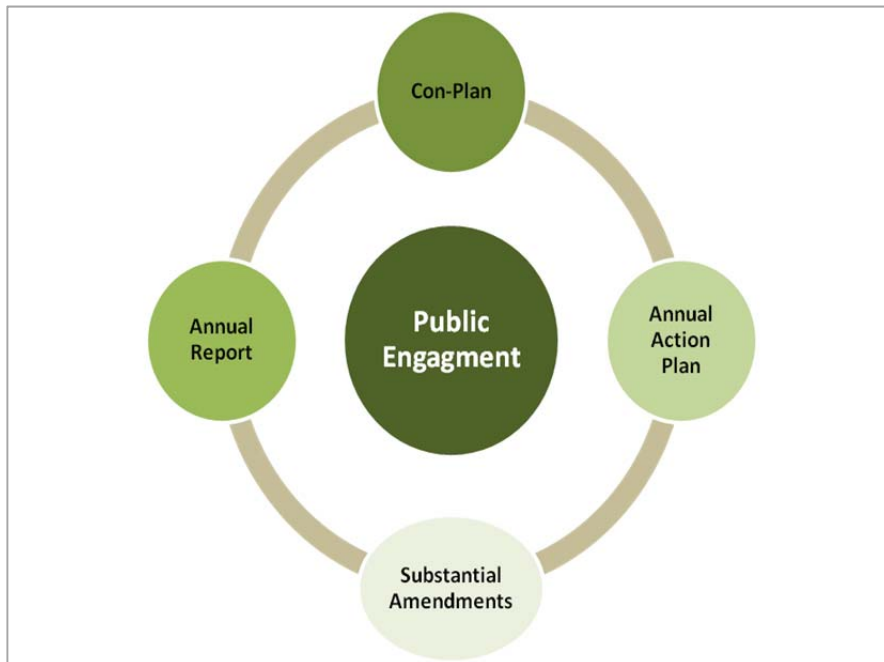 Con-Plan
Annual
Report
Public
Engagment
Annual
Action
Plan
Substantial
Amendments